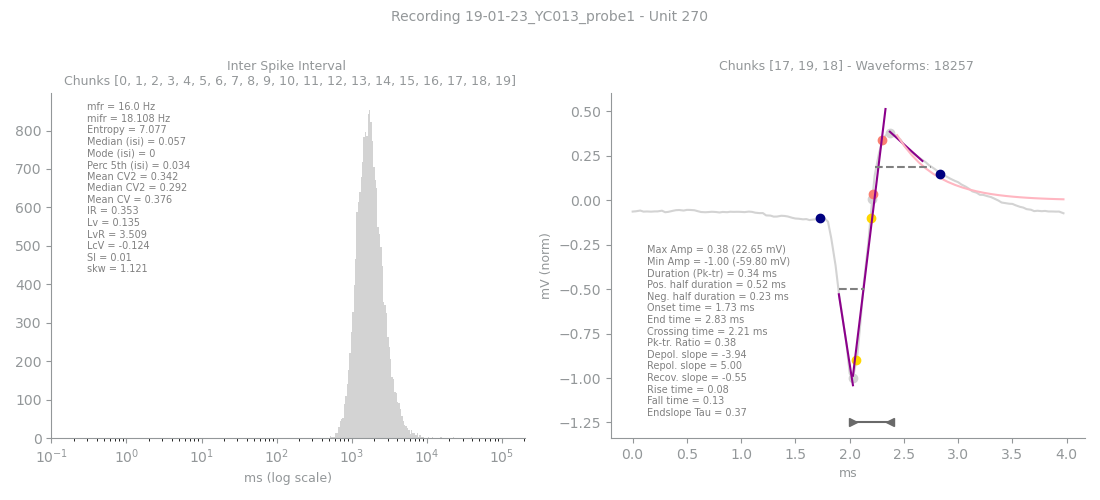 Recording 19-01-23_YC013_probe1 - Unit 270
Inter Spike Interval
Chunks [0, 1, 2, 3, 4, 5, 6, 7, 8, 9, 10, 11, 12, 13, 14, 15, 16, 17, 18, 19]
mfr = 16.0 Hz
mifr = 18.108 Hz
Entropy = 7.077
Median (isi) = 0.057
Mode (isi) = 0
Perc 5th (isi) = 0.034
Mean CV2 = 0.342
Median CV2 = 0.292
Mean CV = 0.376
IR = 0.353
Lv = 0.135
LvR = 3.509
LcV = -0.124
SI = 0.01
skw = 1.121
800
700
600
500
400
300
200
100
0
10⁻¹ 10⁰ 10¹ 10² 10³ 10⁴ 10⁵
ms (log scale)
Chunks [17, 19, 18] - Waveforms: 18257
mV (norm)
0.50
0.25
0.00
−0.25
−0.50
−0.75
−1.00
−1.25
Max Amp = 0.38 (22.65 mV)
Min Amp = -1.00 (-59.80 mV)
Duration (Pk-tr) = 0.34 ms
Pos. half duration = 0.52 ms
Neg. half duration = 0.23 ms
Onset time = 1.73 ms
End time = 2.83 ms
Crossing time = 2.21 ms
Pk-tr. Ratio = 0.38
Depol. slope = -3.94
Repol. slope = 5.00
Recov. slope = -0.55
Rise time = 0.08
Fall time = 0.13
Endslope Tau = 0.37
0.0 0.5 1.0 1.5 2.0 2.5 3.0 3.5 4.0
ms